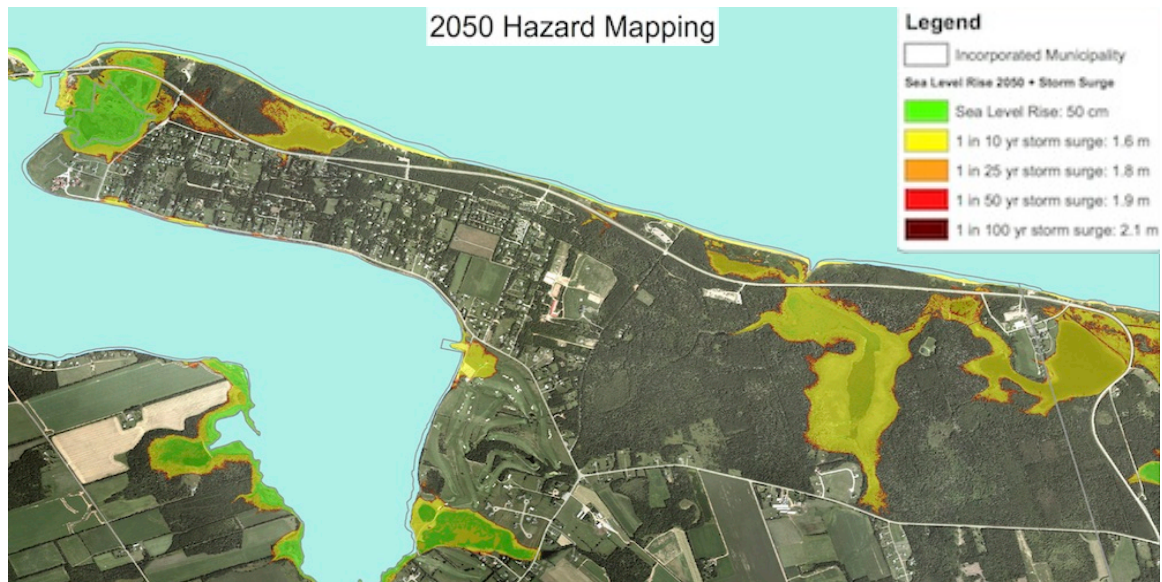 2050 Hazard Mapping
Legend
Incorporated Municipality
Sea Level Rise 2050 + Storm Surge
Sea Level Rise: 50 cm
1 in 10 yr storm surge: 1.6 m
1 in 25 yr storm surge: 1.8 m
1 in 50 yr storm surge: 1.9 m
1 in 100 yr storm surge: 2.1 m